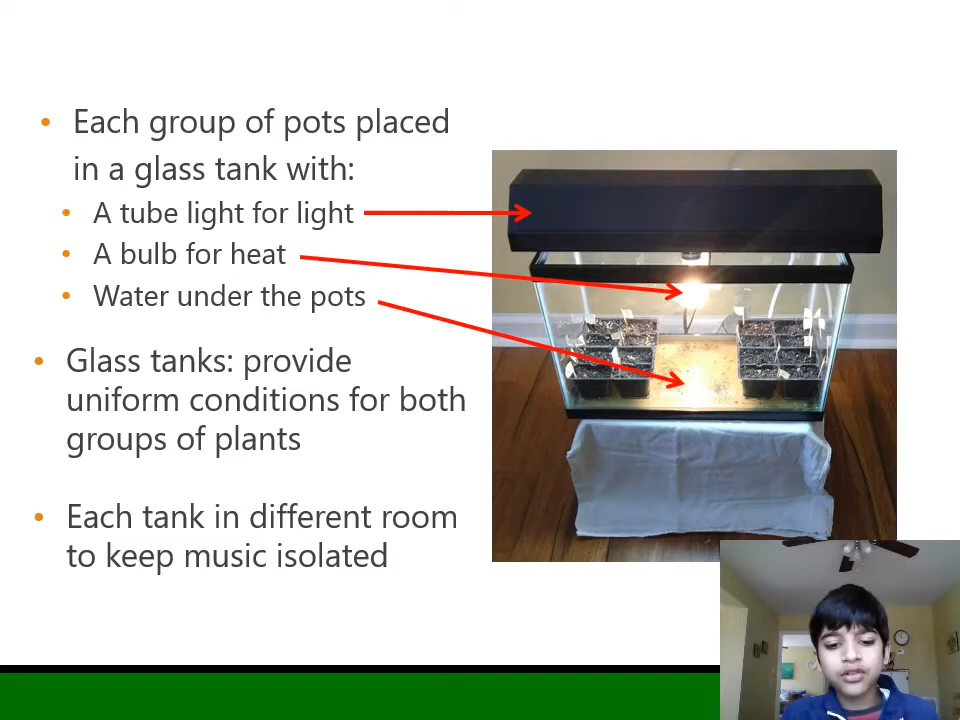 Each group of pots placed
in a glass tank with:
A tube light for light
A bulb for heat
Water under the pots
Glass tanks: provide
uniform conditions for both
groups of plants
Each tank in different room
to keep music isolated